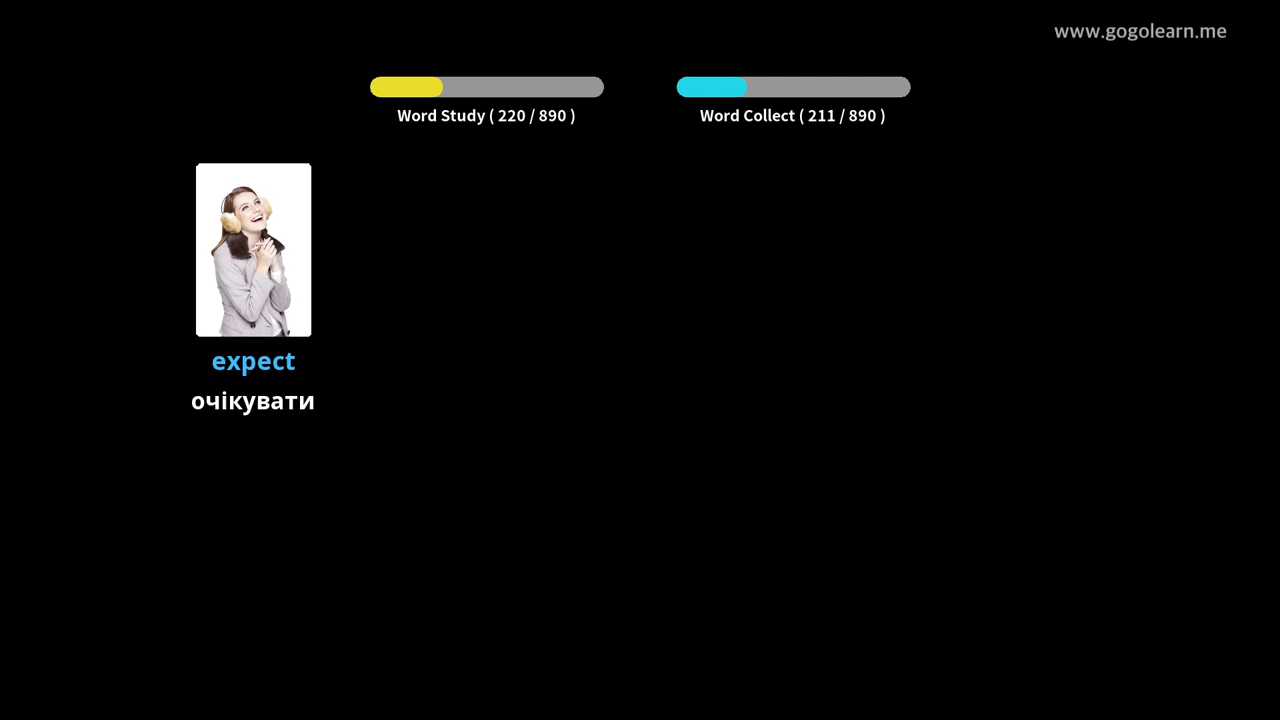 www.gogolearn.me
Word Study ( 220 / 890 )
Word Collect ( 211 / 890 )
expect
очікувати